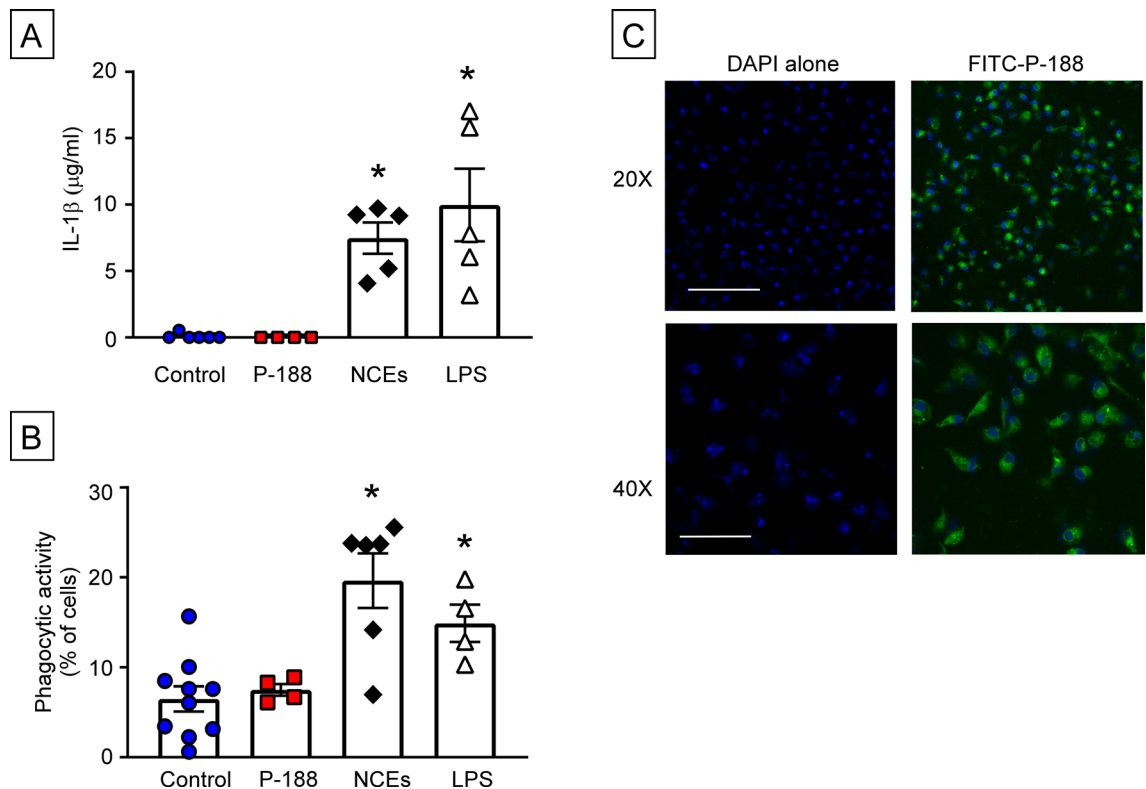 A
20
15
10
5
0
IL-1β (μg/ml)
*
*
Control P-188 NCEs LPS
B
30
20
10
0
Phagocytic activity
(% of cells)
*
*
Control P-188 NCEs LPS
C
DAPI alone FITC-P-188
20X
40X